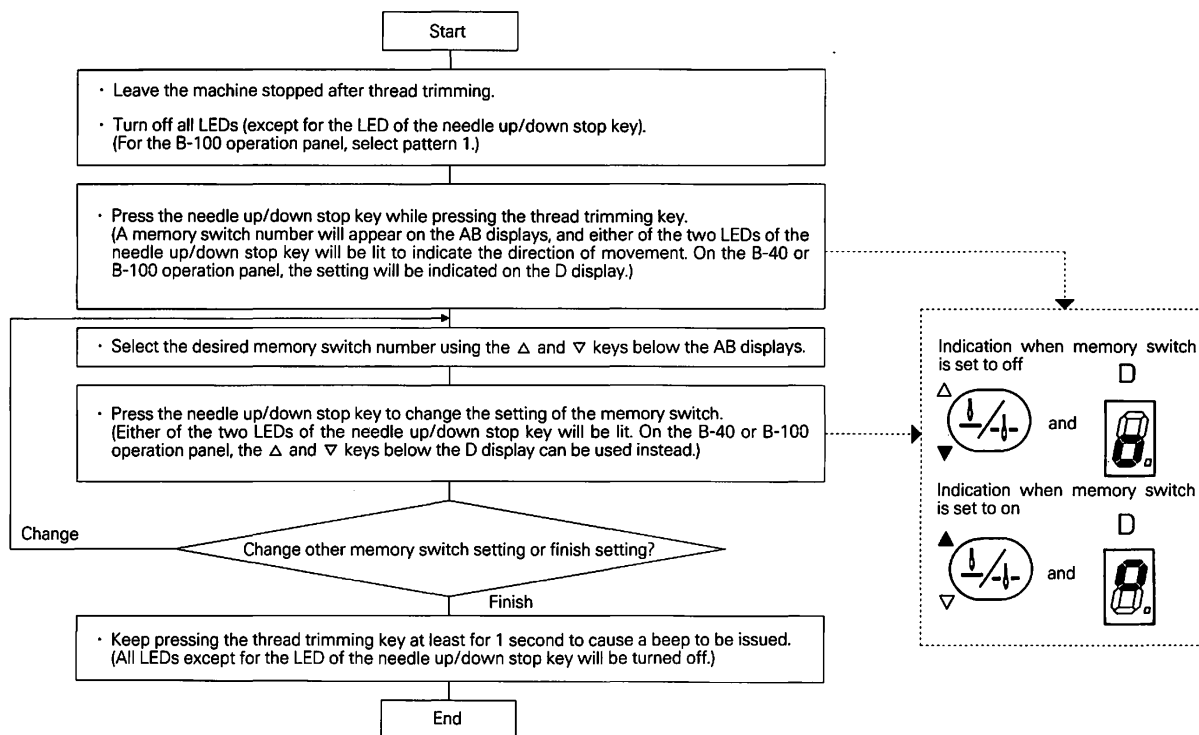 Start
· Leave the machine stopped after thread trimming.
· Turn off all LEDs (except for the LED of the needle up/down stop key).
(For the B-100 operation panel, select pattern 1.)
· Press the needle up/down stop key while pressing the thread trimming key.
(A memory switch number will appear on the AB displays, and either of the two LEDs of the
needle up/down stop key will be lit to indicate the direction of movement. On the B-40 or
B-100 operation panel, the setting will be indicated on the D display.)
· Select the desired memory switch number using the △ and ▽ keys below the AB displays.
· Press the needle up/down stop key to change the setting of the memory switch.
(Either of the two LEDs of the needle up/down stop key will be lit. On the B-40 or B-100
operation panel, the △ and ▽ keys below the D display can be used instead.)
Change
Change other memory switch setting or finish setting?
Finish
· Keep pressing the thread trimming key at least for 1 second to cause a beep to be issued.
(All LEDs except for the LED of the needle up/down stop key will be turned off.)
End
Indication when memory switch
is set to off
D
△
and
▼
Indication when memory switch
is set to on
D
▲
and
▽